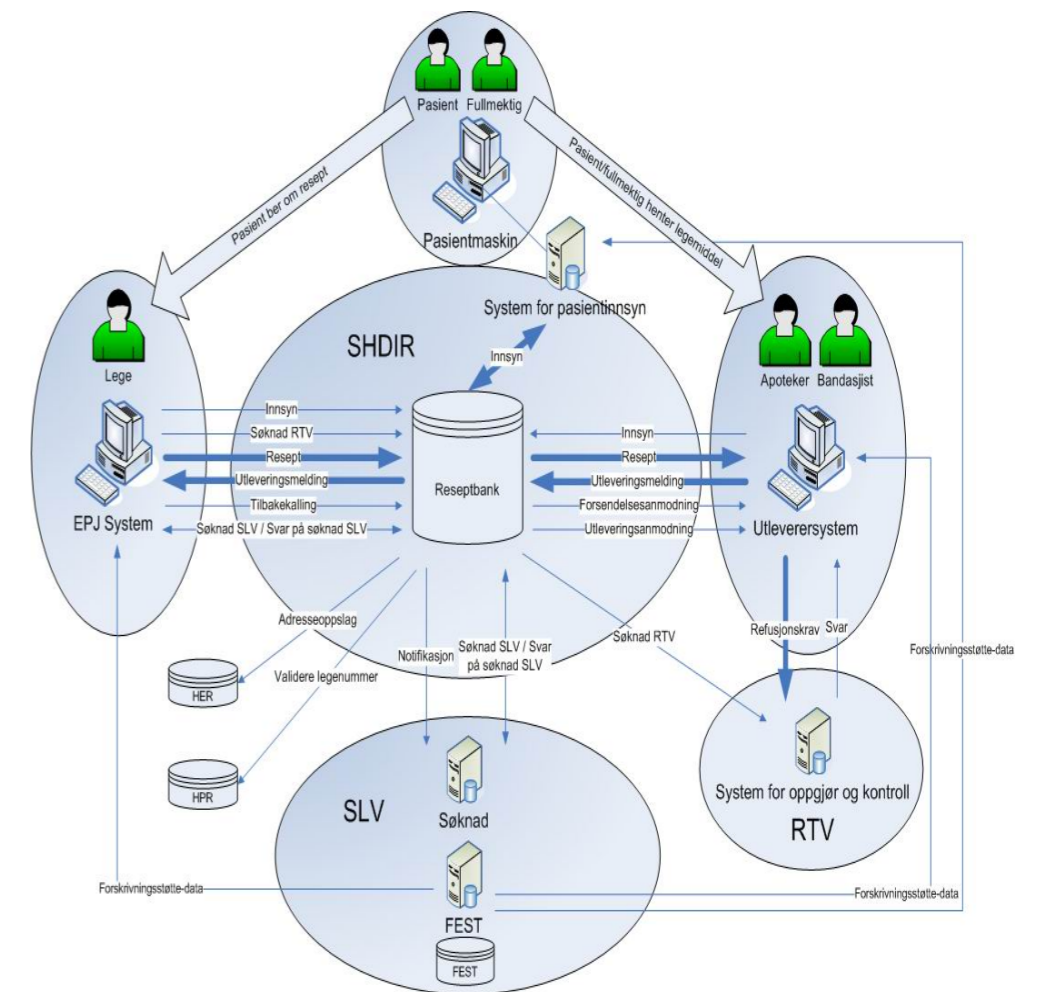 Pasient Fullmektig
Pasientmaskin
Pasient ber om resept
Pasient/fullmektig henter legemiddel
System for pasientinnsyn
SHDIR
Innsyn
Lege
EPJ System
Apoteker Bandasjist
Utleverersystem
Reseptbank
Innsyn
Søknad RTV
Resept
Utleveringsmelding
Tilbakekalling
Søknad SLV / Svar på søknad SLV
Innsyn
Resept
Utleveringsmelding
Forsendelsesanmodning
Utleveringsanmodning
Adresseoppslag
Validere legenummer
Notifikasjon
Søknad SLV / Svar
på søknad SLV
Søknad RTV
Refusjonskrav
Svar
Forskrivningsstøtte-data
HER
HPR
SLV
Søknad
System for oppgjør og kontroll
RTV
Forskrivningsstøtte-data
Forskrivningsstøtte-data
FEST
FEST